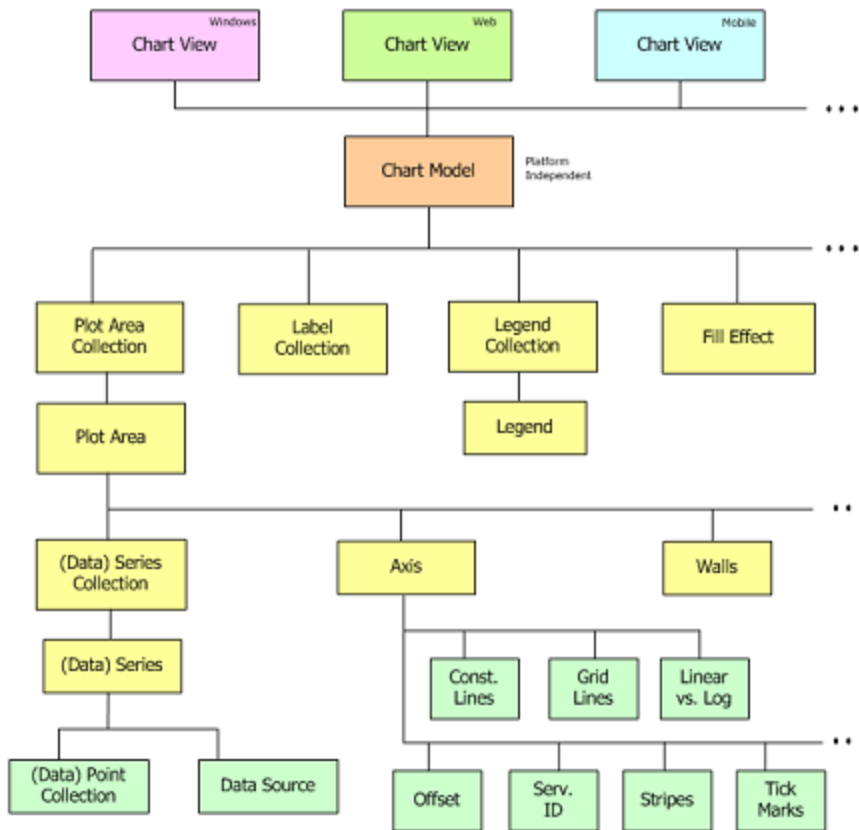 Windows
Chart View
Web
Chart View
Mobile
Chart View
Chart Model
Platform
Independent
Plot Area
Collection
Label
Collection
Legend
Collection
Fill Effect
Plot Area
Legend
(Data) Series
Collection
Axis
Walls
(Data) Series
Const.
Lines
Grid
Lines
Linear
vs. Log
(Data) Point
Collection
Data Source
Offset
Serv.
ID
Stripes
Tick
Marks